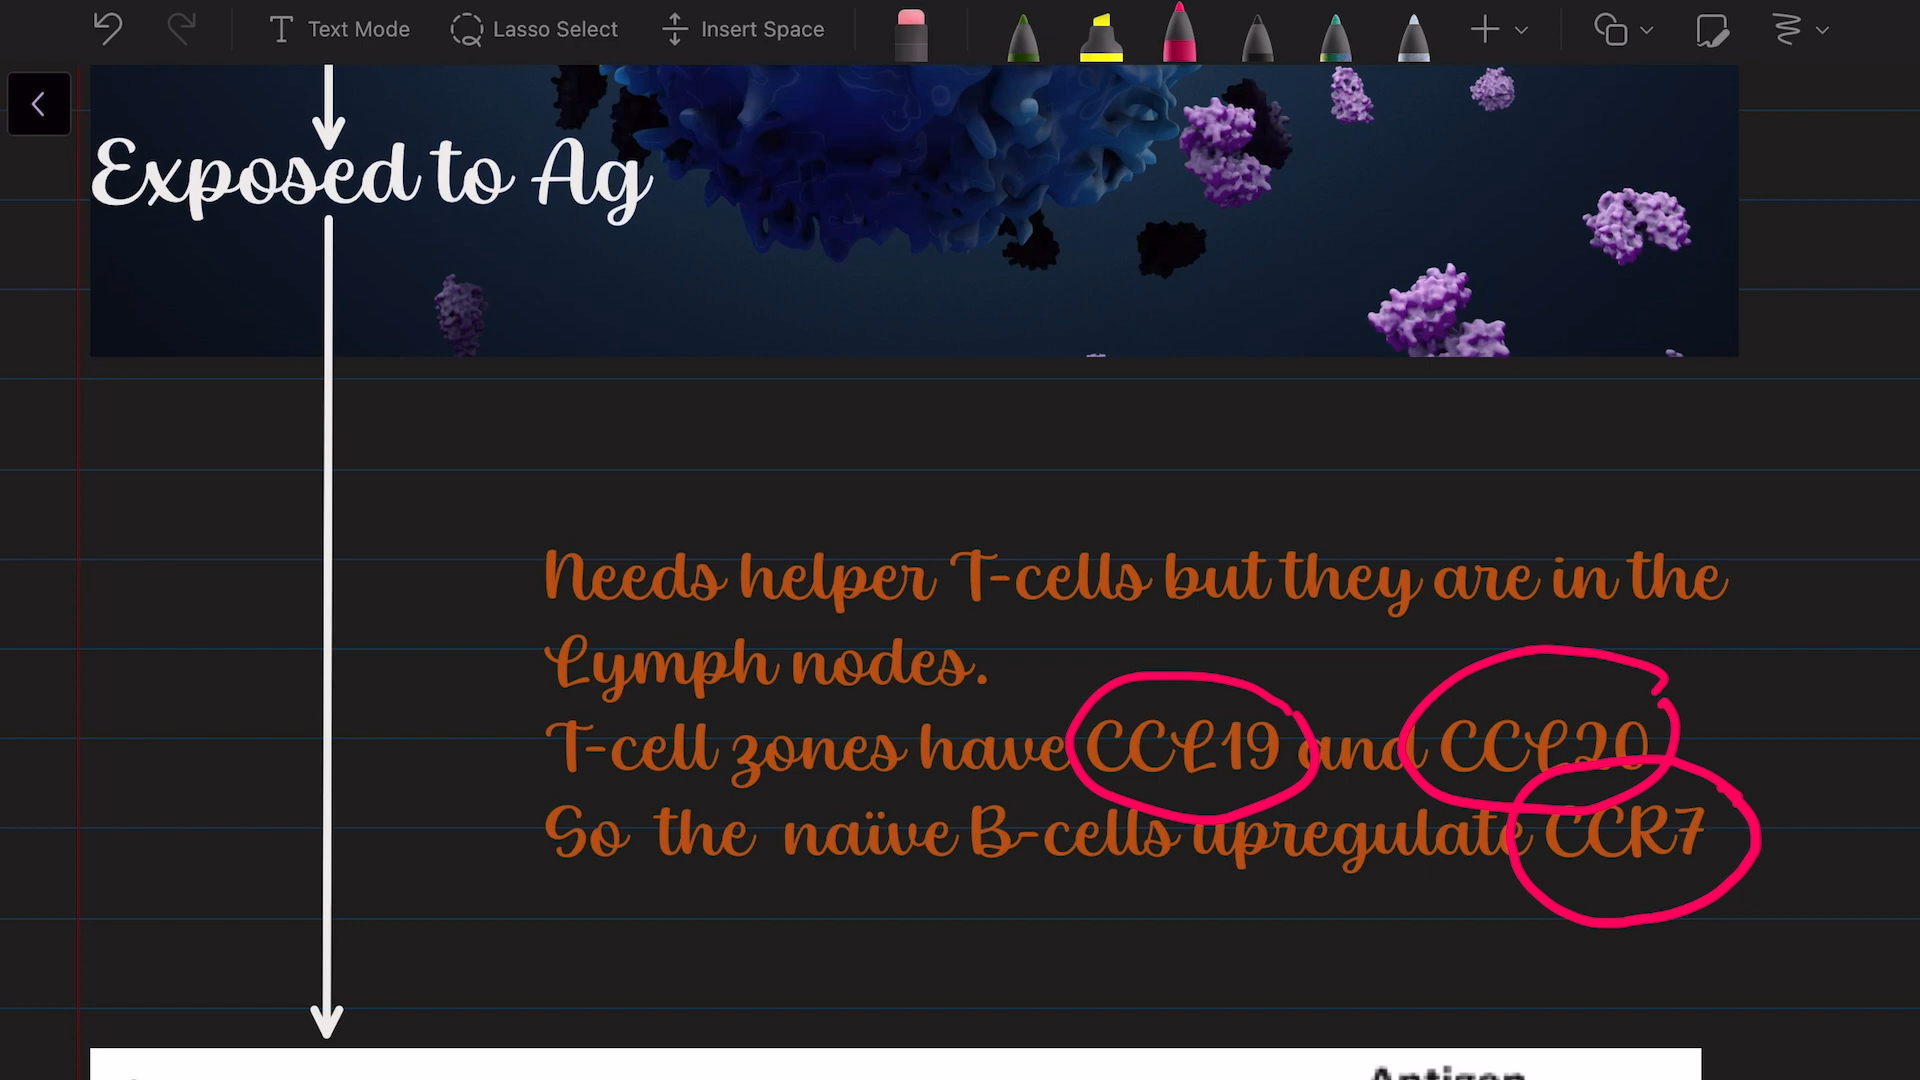 Text Mode
Lasso Select
Insert Space
Exposed to Ag
Needs helper T-cells but they are in the
Lymph nodes.
T-cell zones have CCL19 and CCL20
So the naïve B-cells upregulate CCR7
Antigen